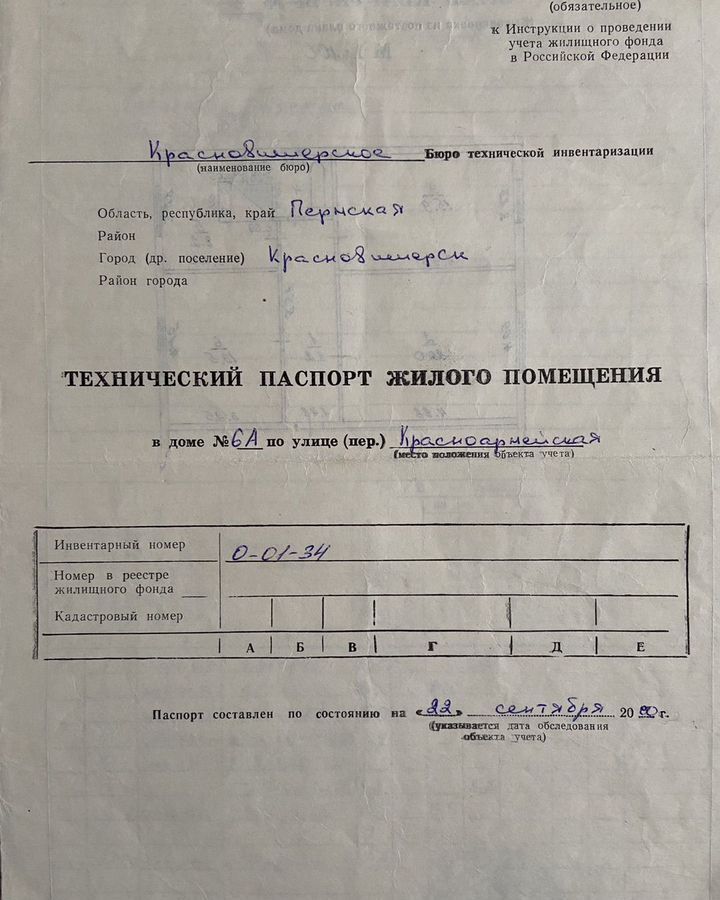 (обязательное)
к Инструкции о проведении
учета жилищного фонда
в Российской Федерации
Красновишерское Бюро технической инвентаризации
(наименование бюро)
Область, республика, край Пермская
Район
Город (др. поселение) Красновишерск
Район города
ТЕХНИЧЕСКИЙ ПАСПОРТ ЖИЛОГО ПОМЕЩЕНИЯ
в доме № 6А по улице (пер.) Красноармейская
(место положения объекта учета)
Инвентарный номер 0-01-34
Номер в реестре
жилищного фонда
Кадастровый номер
А Б В Г Д Е
Паспорт составлен по состоянию на «22» сентября 2000г.
(указывается дата обследования
объекта учета)